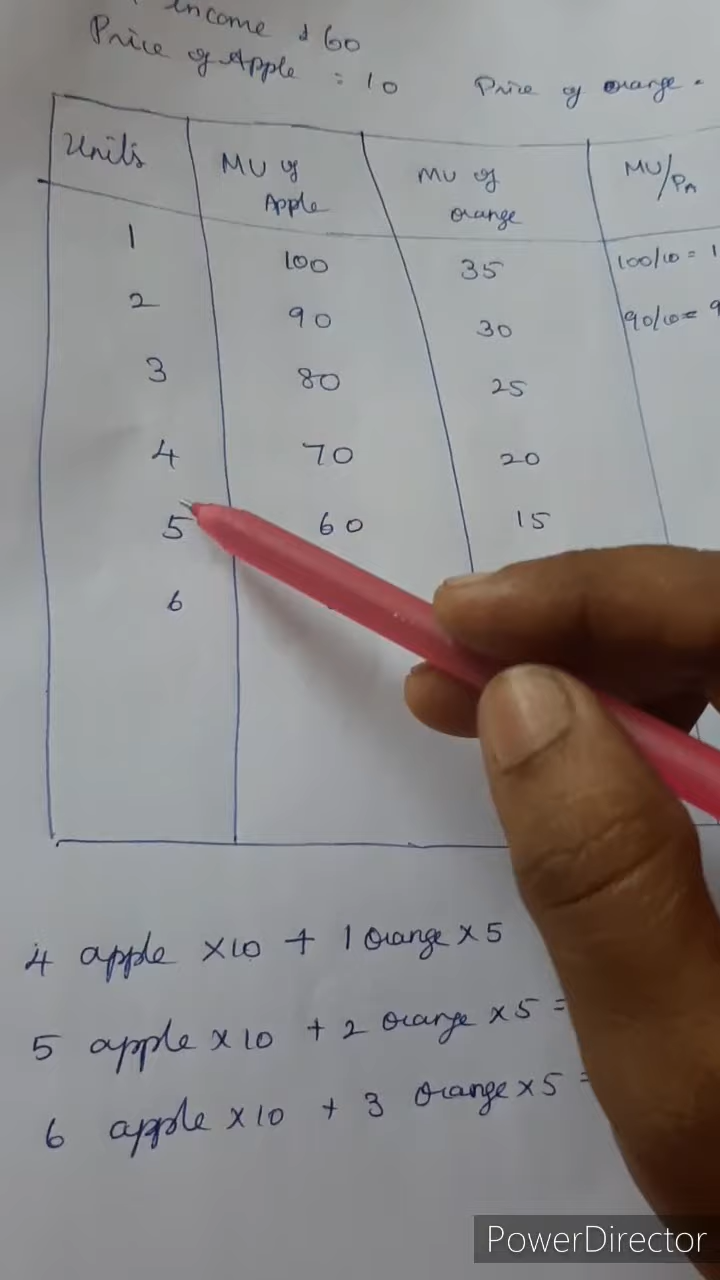 Income $60
Price of Apple = 10 Price of orange =
Units MU of Apple MU of orange MU/PA
1 100 35 100/10 = 1
2 90 30 90/10 = 9
3 80 25
4 70 20
5 60 15
6
4 apple x10 + 1 orange x 5
5 apple x 10 + 2 orange x 5 =
6 apple x 10 + 3 orange x 5 =
PowerDirector